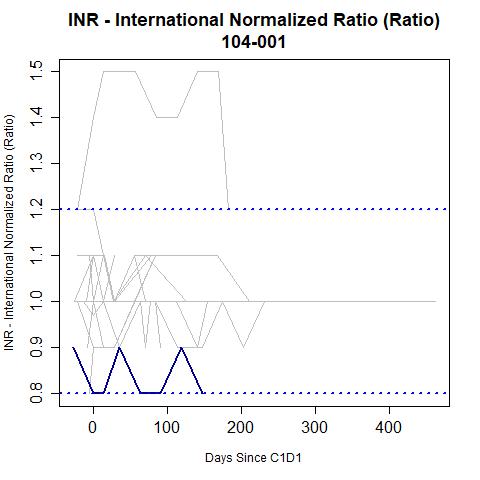 INR - International Normalized Ratio (Ratio)
104-001
INR - International Normalized Ratio (Ratio)
1.5
1.4
1.3
1.2
1.1
1.0
0.9
0.8
0 100 200 300 400
Days Since C1D1